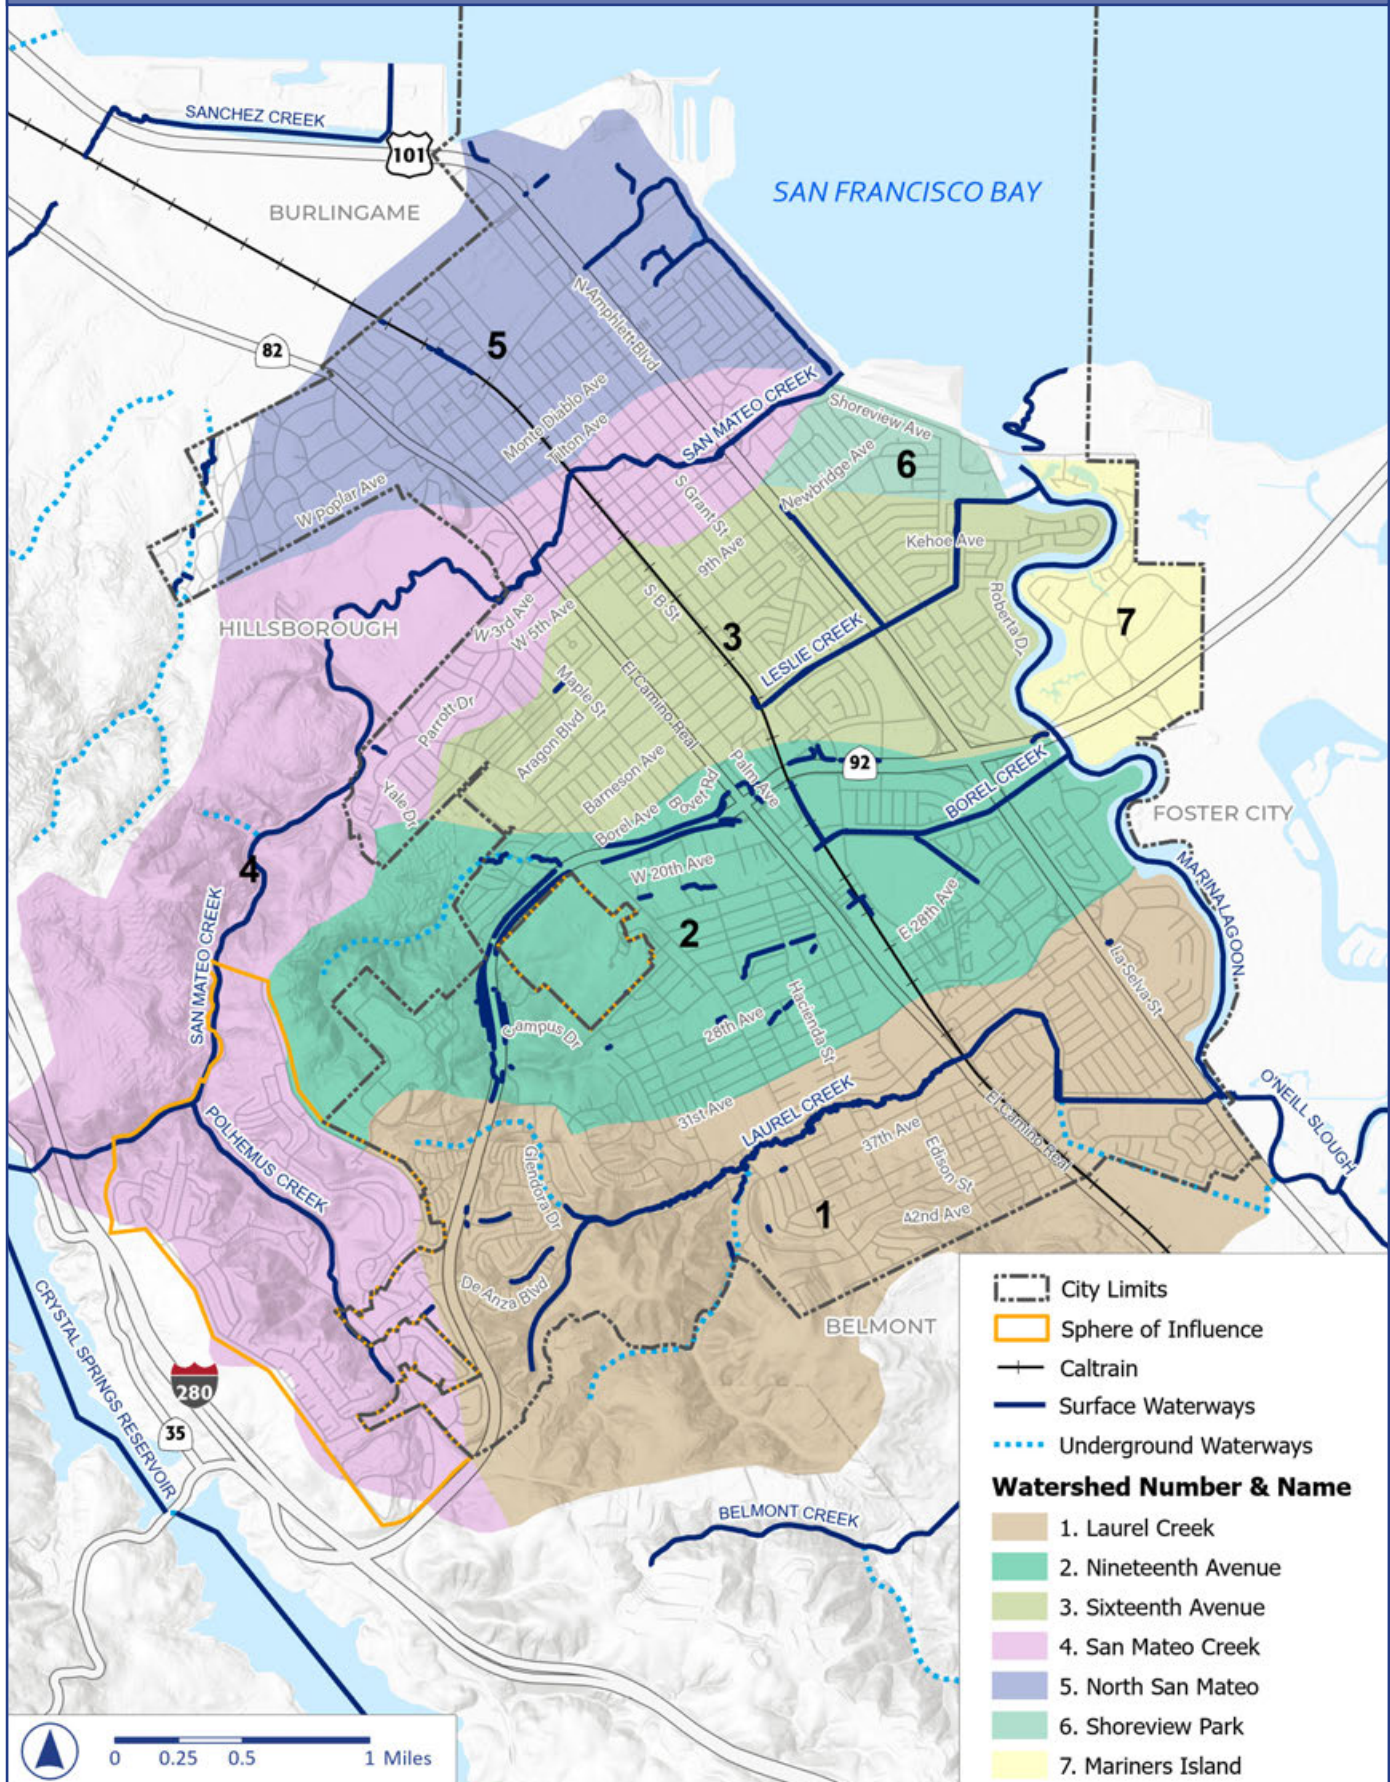 SANCHEZ CREEK
101
SAN FRANCISCO BAY
BURLINGAME
N Amphlett Blvd
5
82
Monte Diablo Ave
Tilton Ave
SAN MATEO CREEK
Shoreview Ave
6
Newbridge Ave
W Poplar Ave
S Grant St
9th Ave
Kehoe Ave
HILLSBOROUGH
W 3rd Ave
W 5th Ave
S B St
3
Roberta Dr
7
LESLIE CREEK
Maple St
El Camino Real
Parrott Dr
Aragon Blvd
Barneson Ave
Palm Ave
92
Yale Dr
Borel Ave
Bovet Rd
BOREL CREEK
FOSTER CITY
4
W 20th Ave
MARINA LAGOON
SAN MATEO CREEK
2
E 28th Ave
La Selva St
Campus Dr
28th Ave
Hacienda St
POLHEMUS CREEK
31st Ave
LAUREL CREEK
El Camino Real
O'NEILL SLOUGH
37th Ave
Edison St
Glendora Dr
1
42nd Ave
De Anza Blvd
CRYSTAL SPRINGS RESERVOIR
BELMONT
280
35
BELMONT CREEK
City Limits
Sphere of Influence
Caltrain
Surface Waterways
Underground Waterways
Watershed Number & Name
1. Laurel Creek
2. Nineteenth Avenue
3. Sixteenth Avenue
4. San Mateo Creek
5. North San Mateo
6. Shoreview Park
7. Mariners Island
0 0.25 0.5 1 Miles